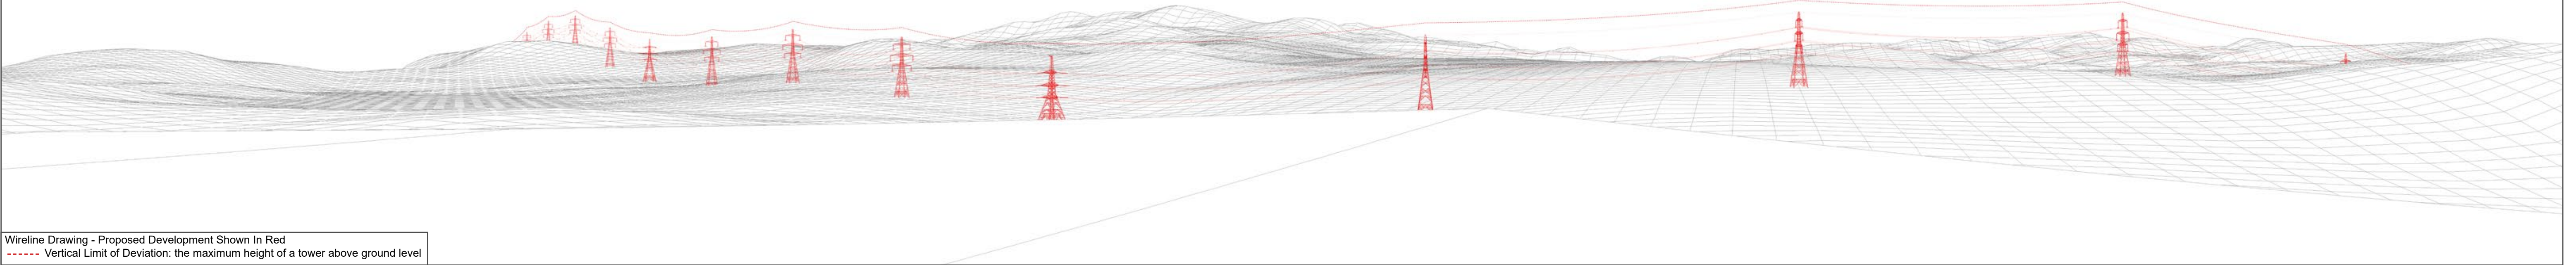 Wireline Drawing - Proposed Development Shown In Red
Vertical Limit of Deviation: the maximum height of a tower above ground level